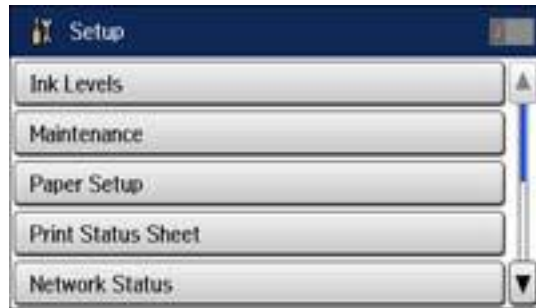 Setup
Ink Levels
Maintenance
Paper Setup
Print Status Sheet
Network Status